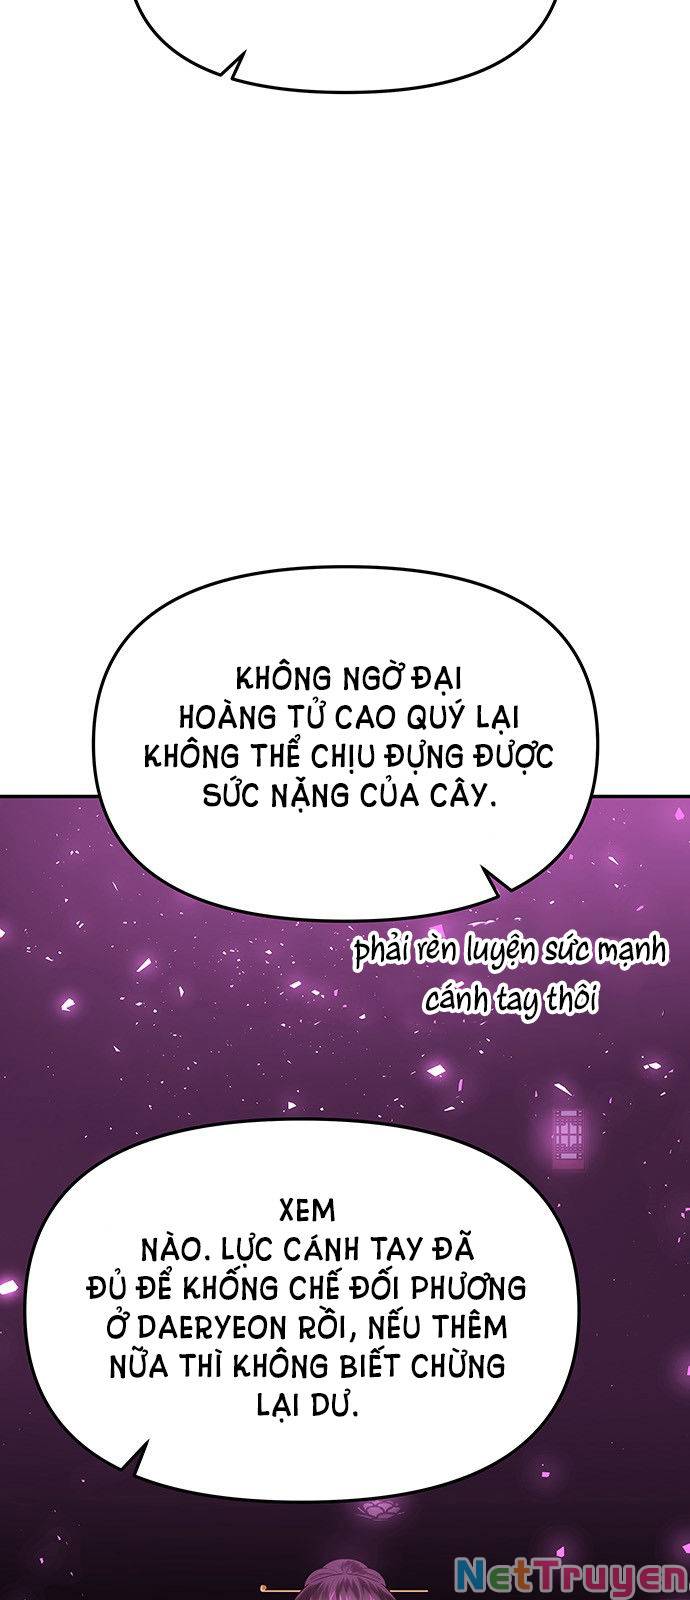 KHÔNG NGỜ ĐẠI
HOÀNG TỬ CAO QUÝ LẠI
KHÔNG THỂ CHỊU ĐỰNG ĐƯỢC
SỨC NẶNG CỦA CÂY.
phải rèn luyện sức mạnh
cánh tay thôi
XEM
NÀO. LỰC CÁNH TAY ĐÃ
ĐỦ ĐỂ KHỐNG CHẾ ĐỐI PHƯƠNG
Ở DAERYEON RỒI, NẾU THÊM
NỮA THÌ KHÔNG BIẾT CHỪNG
LẠI DƯ.
NETTRUYEN